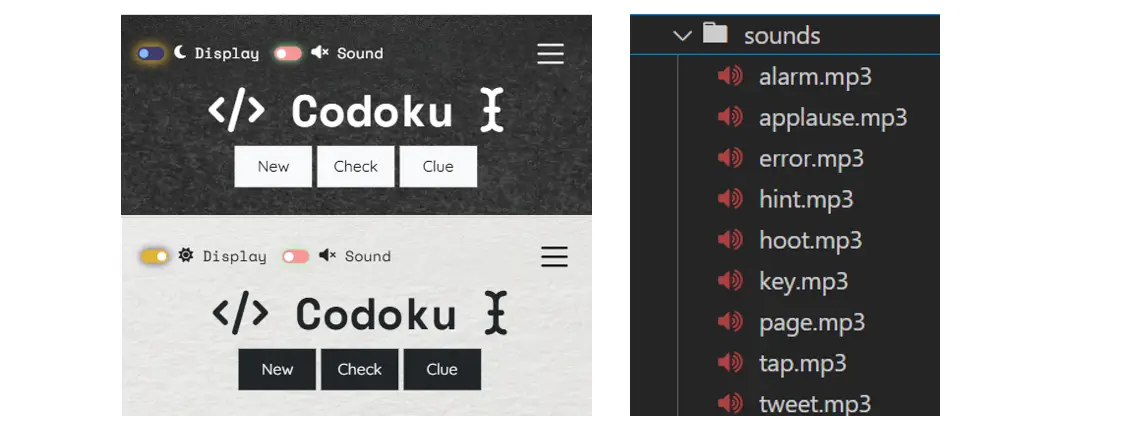 Display Sound
</> Codoku
New Check Clue
Display Sound
</> Codoku
New Check Clue
sounds
alarm.mp3
applause.mp3
error.mp3
hint.mp3
hoot.mp3
key.mp3
page.mp3
tap.mp3
tweet.mp3